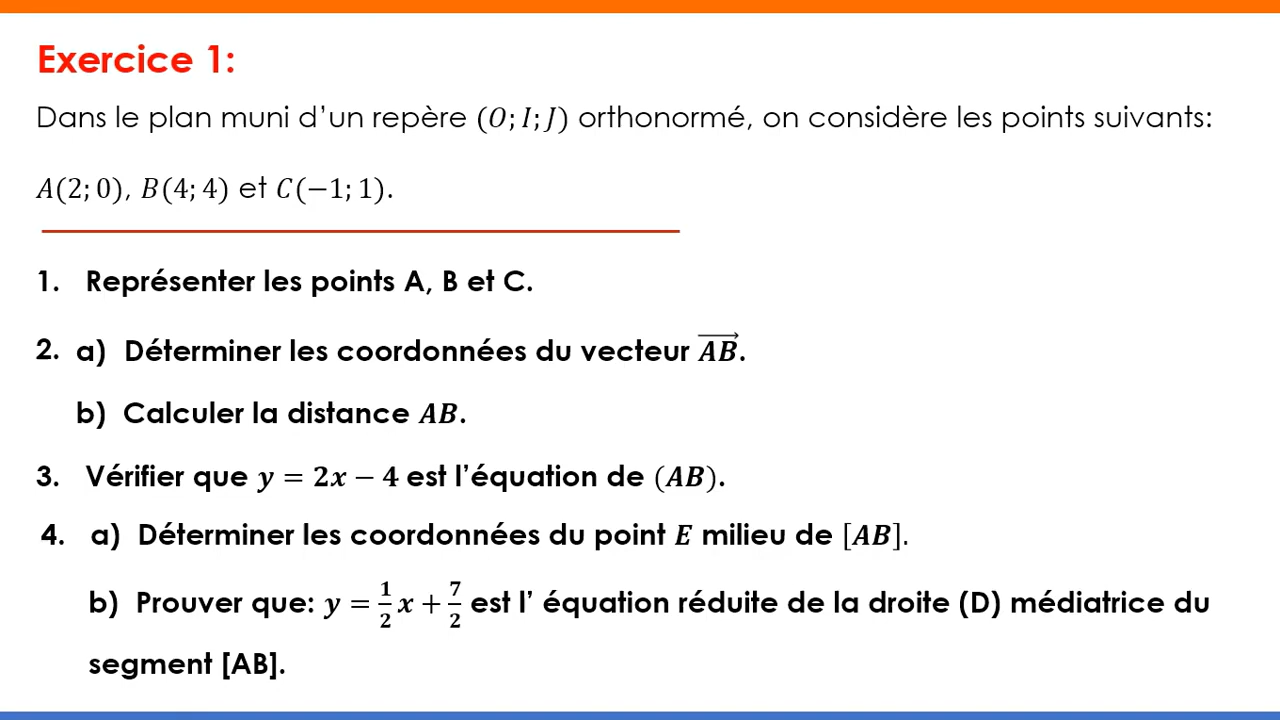 Exercice 1:
Dans le plan muni d’un repère (O; I; J) orthonormé, on considère les points suivants:
A(2; 0), B(4; 4) et C(−1; 1).
1. Représenter les points A, B et C.
2. a) Déterminer les coordonnées du vecteur \overrightarrow{AB}.
b) Calculer la distance AB.
3. Vérifier que y = 2x − 4 est l’équation de (AB).
4. a) Déterminer les coordonnées du point E milieu de [AB].
b) Prouver que: y = \frac{1}{2}x + \frac{7}{2} est l’ équation réduite de la droite (D) médiatrice du
segment [AB].